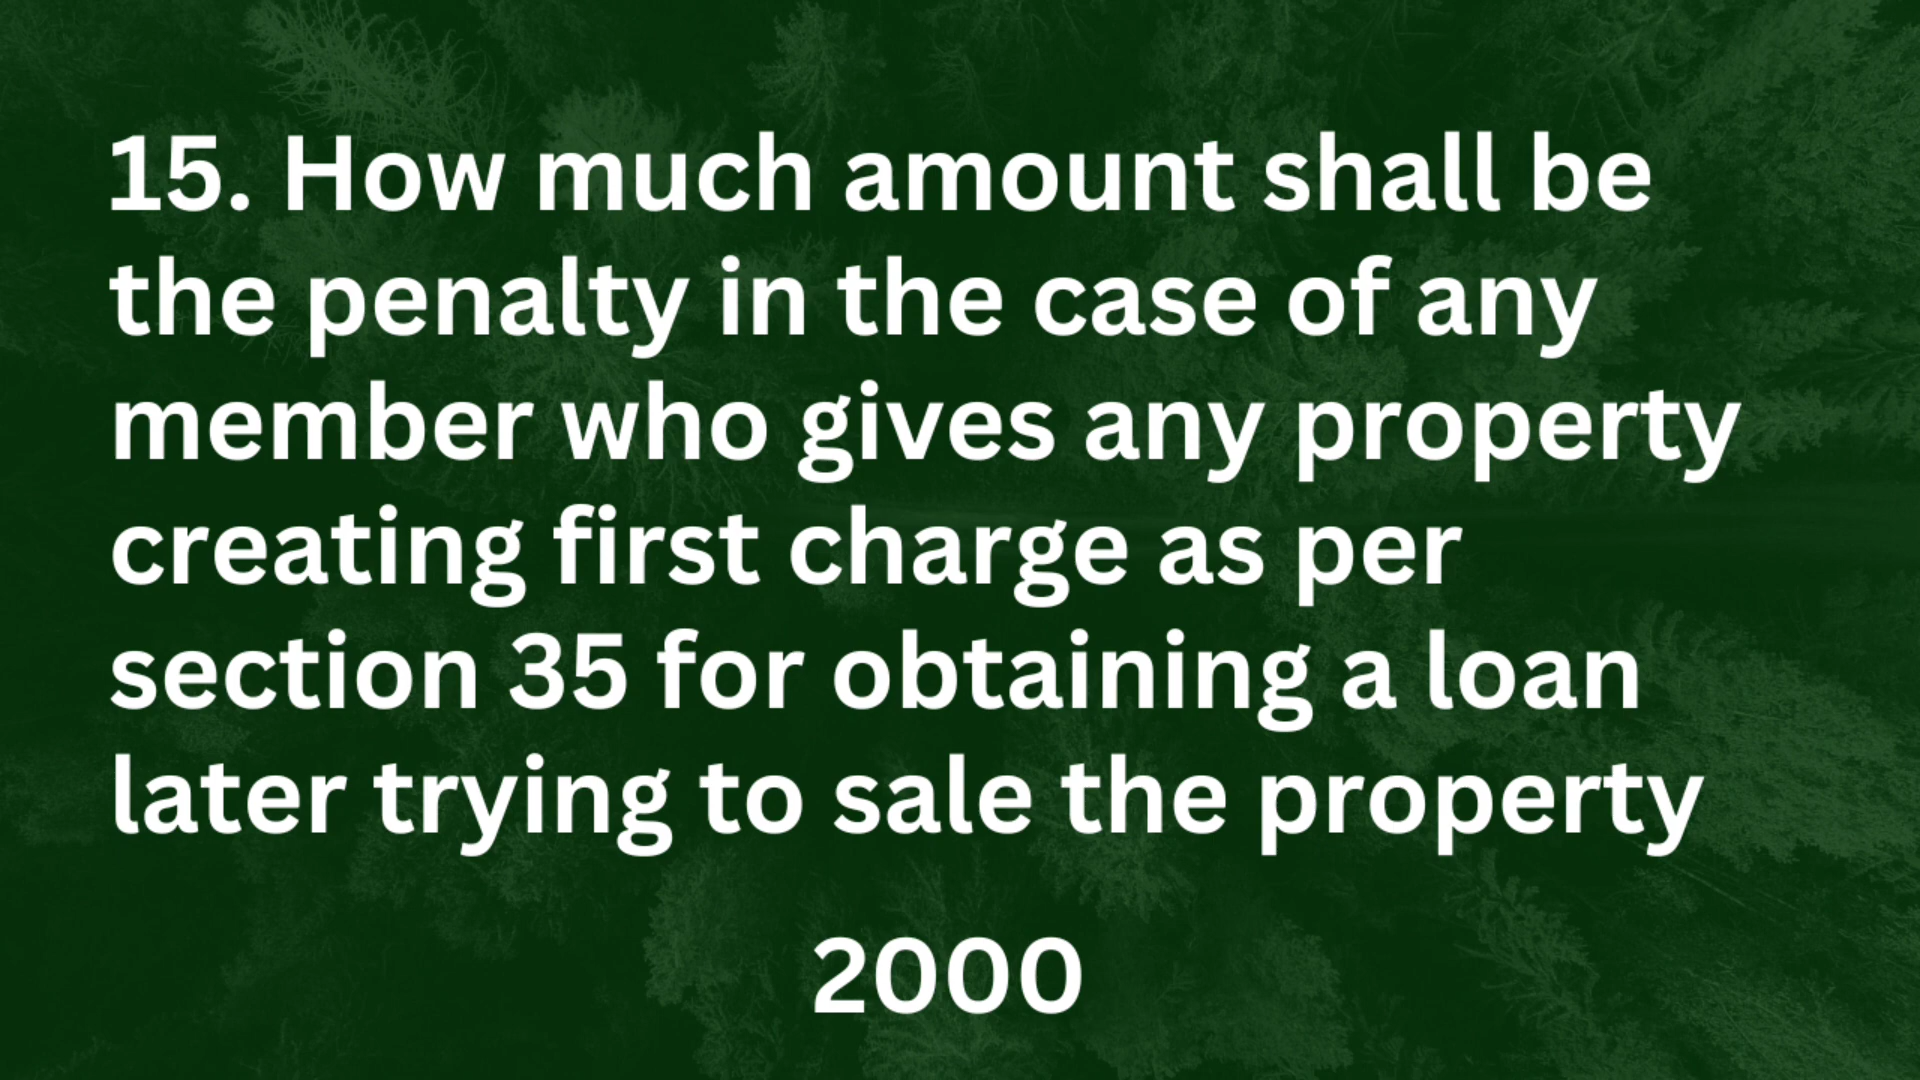 15. How much amount shall be
the penalty in the case of any
member who gives any property
creating first charge as per
section 35 for obtaining a loan
later trying to sale the property
2000